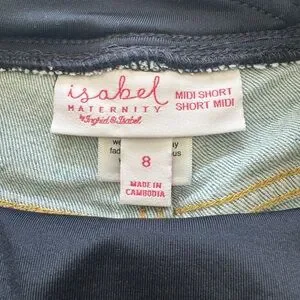 isabel
MATERNITY
by Ingrid & Isabel
MIDI SHORT
SHORT MIDI
8
MADE IN
CAMBODIA